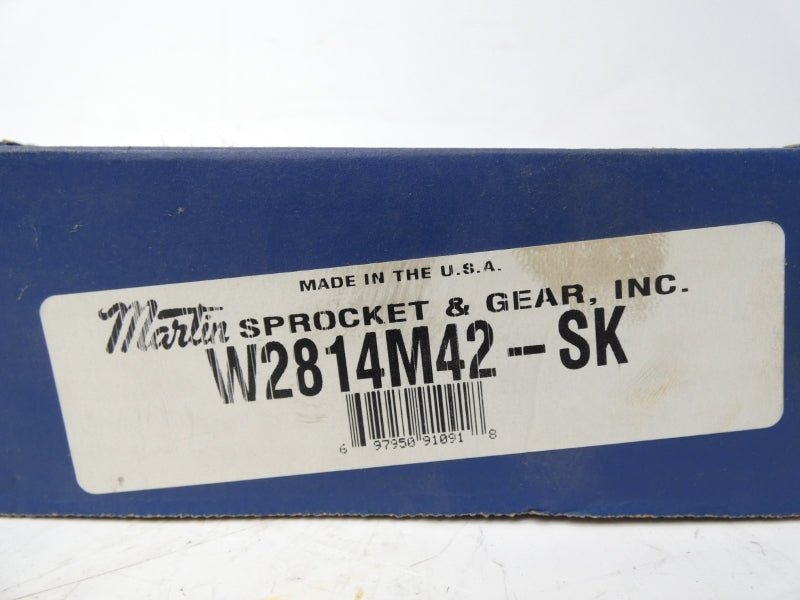 MADE IN THE U.S.A.
Martin SPROCKET & GEAR, INC.
W2814M42-SK
6 97950 91091 8